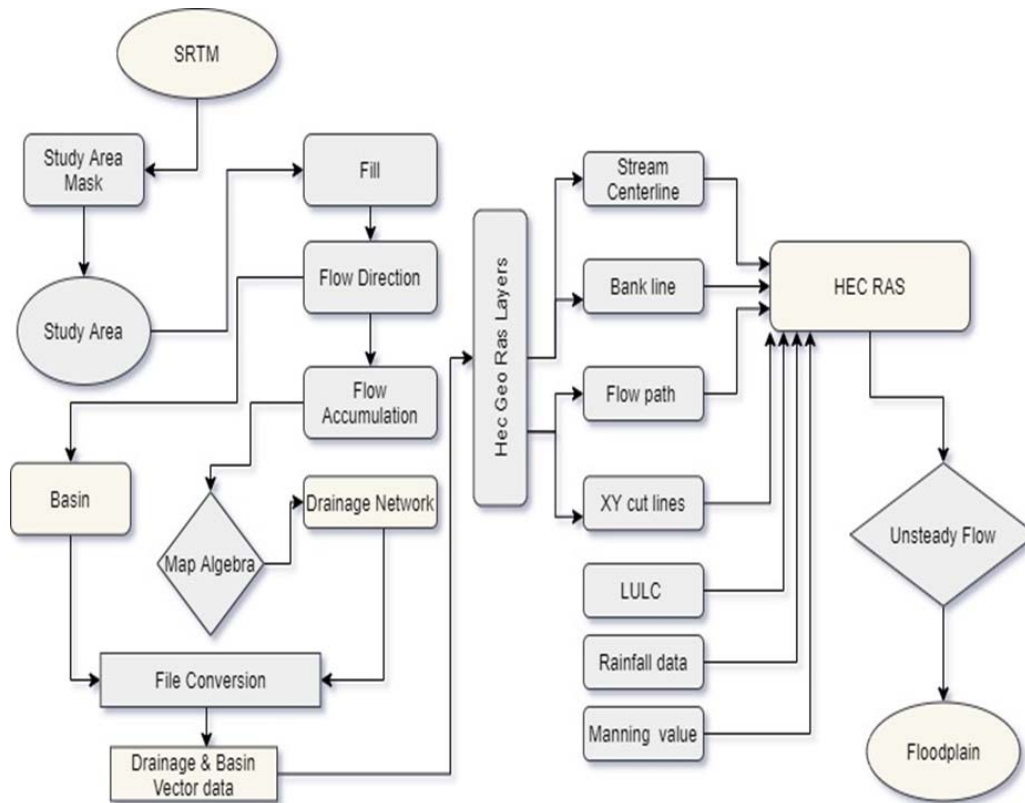 SRTM
Study Area
Mask
Study Area
Fill
Flow Direction
Flow
Accumulation
Basin
Map Algebra
Drainage Network
File Conversion
Drainage & Basin
Vector data
Hec Geo Ras Layers
Stream
Centerline
Bank line
Flow path
XY cut lines
LULC
Rainfall data
Manning value
HEC RAS
Unsteady Flow
Floodplain